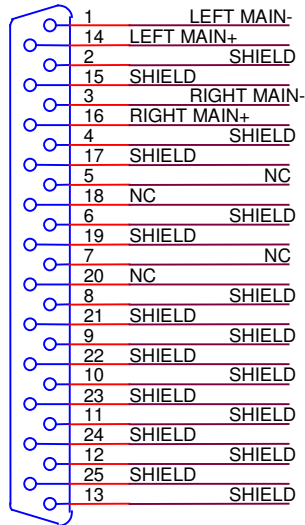 1 LEFT MAIN-
14 LEFT MAIN+
2 SHIELD
15 SHIELD
3 RIGHT MAIN-
16 RIGHT MAIN+
4 SHIELD
17 SHIELD
5 NC
18 NC
6 SHIELD
19 SHIELD
7 NC
20 NC
8 SHIELD
21 SHIELD
9 SHIELD
22 SHIELD
10 SHIELD
23 SHIELD
11 SHIELD
24 SHIELD
12 SHIELD
25 SHIELD
13 SHIELD